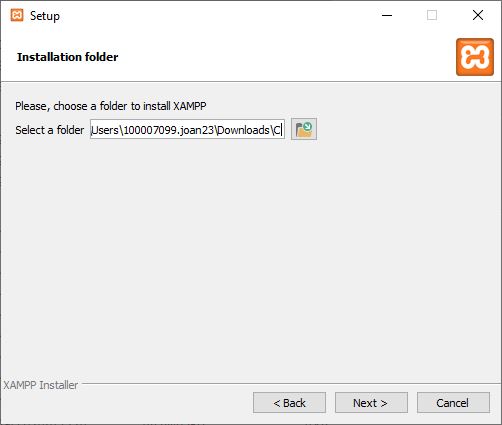 Setup
Installation folder
Please, choose a folder to install XAMPP
Select a folder Users\100007099.joan23\Downloads\C
XAMPP Installer
< Back Next > Cancel